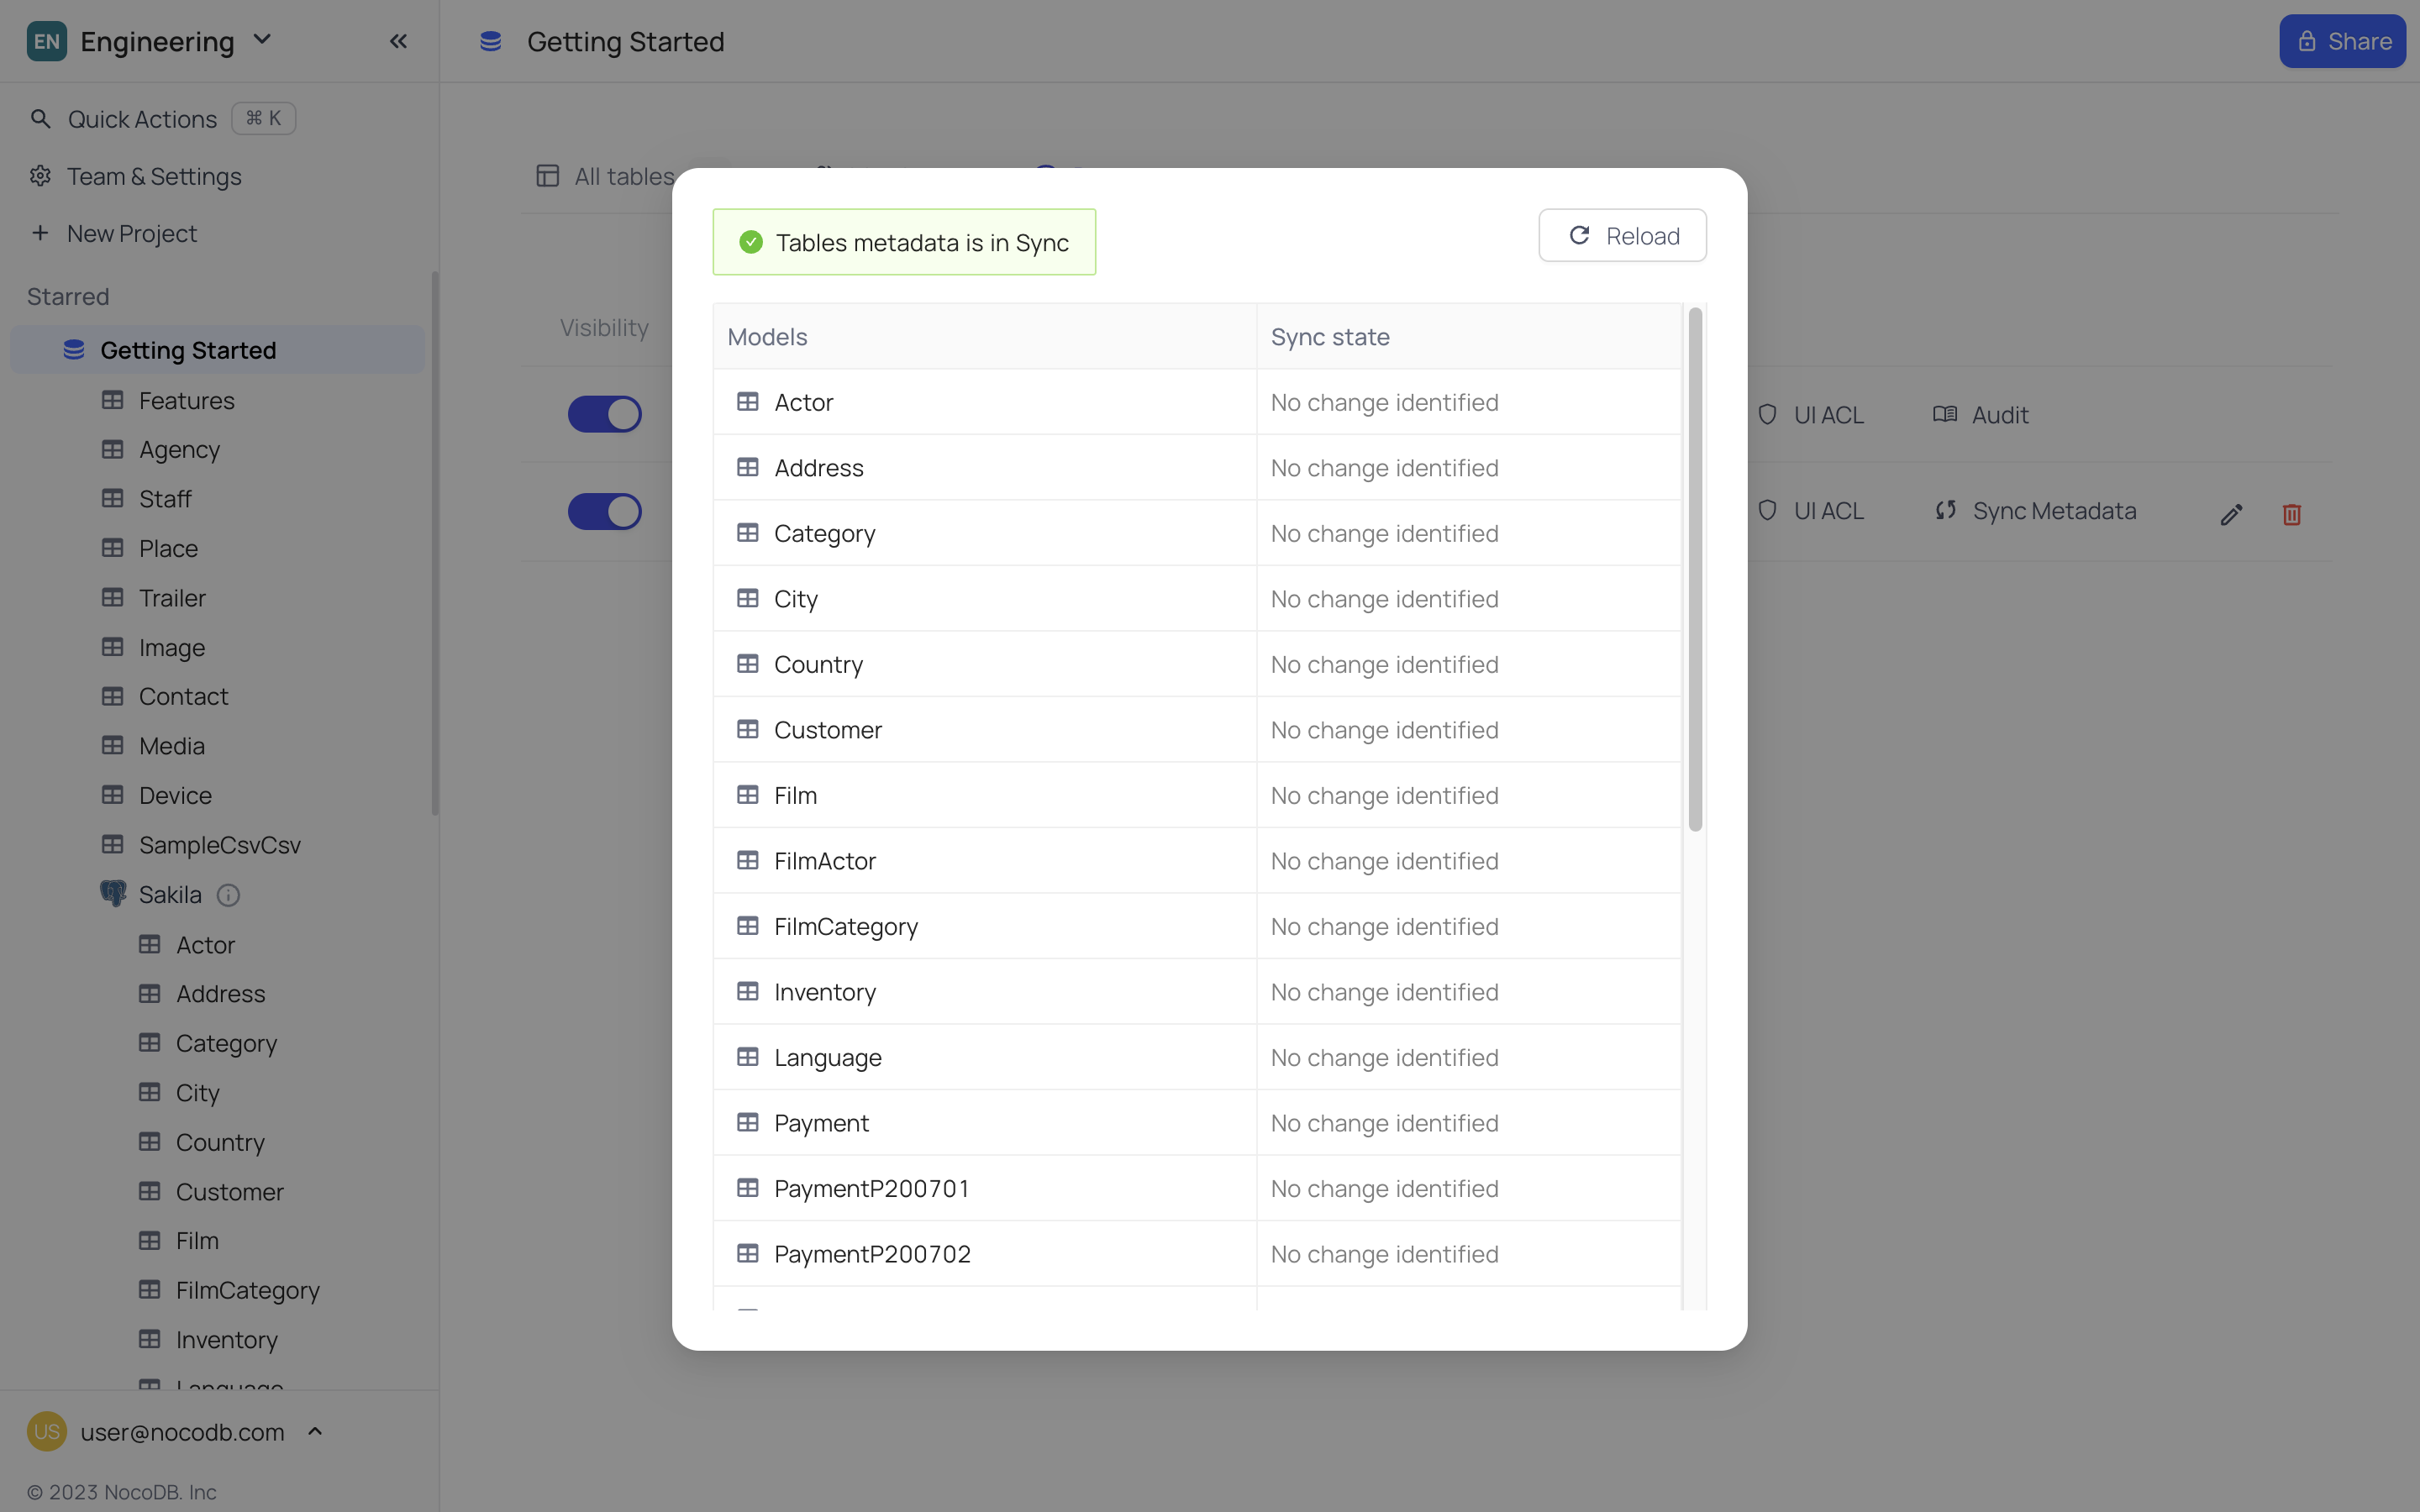 EN Engineering
Quick Actions ⌘ K
Team & Settings
New Project
Starred
Getting Started
Features
Agency
Staff
Place
Trailer
Image
Contact
Media
Device
SampleCsvCsv
Sakila
Actor
Address
Category
City
Country
Customer
Film
FilmCategory
Inventory
Language
US user@nocodb.com
© 2023 NocoDB. Inc
Getting Started
Share
All tables
Visibility
UI ACL Audit
UI ACL Sync Metadata
Tables metadata is in Sync
Reload
Models Sync state
Actor No change identified
Address No change identified
Category No change identified
City No change identified
Country No change identified
Customer No change identified
Film No change identified
FilmActor No change identified
FilmCategory No change identified
Inventory No change identified
Language No change identified
Payment No change identified
PaymentP200701 No change identified
PaymentP200702 No change identified